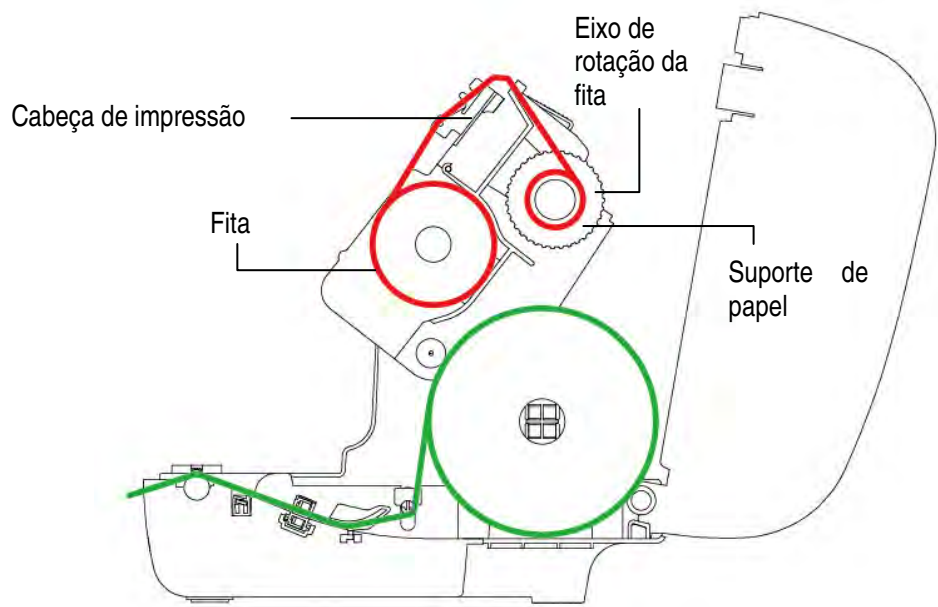 Eixo de
rotação da
fita
Cabeça de impressão
Fita
Suporte de
papel